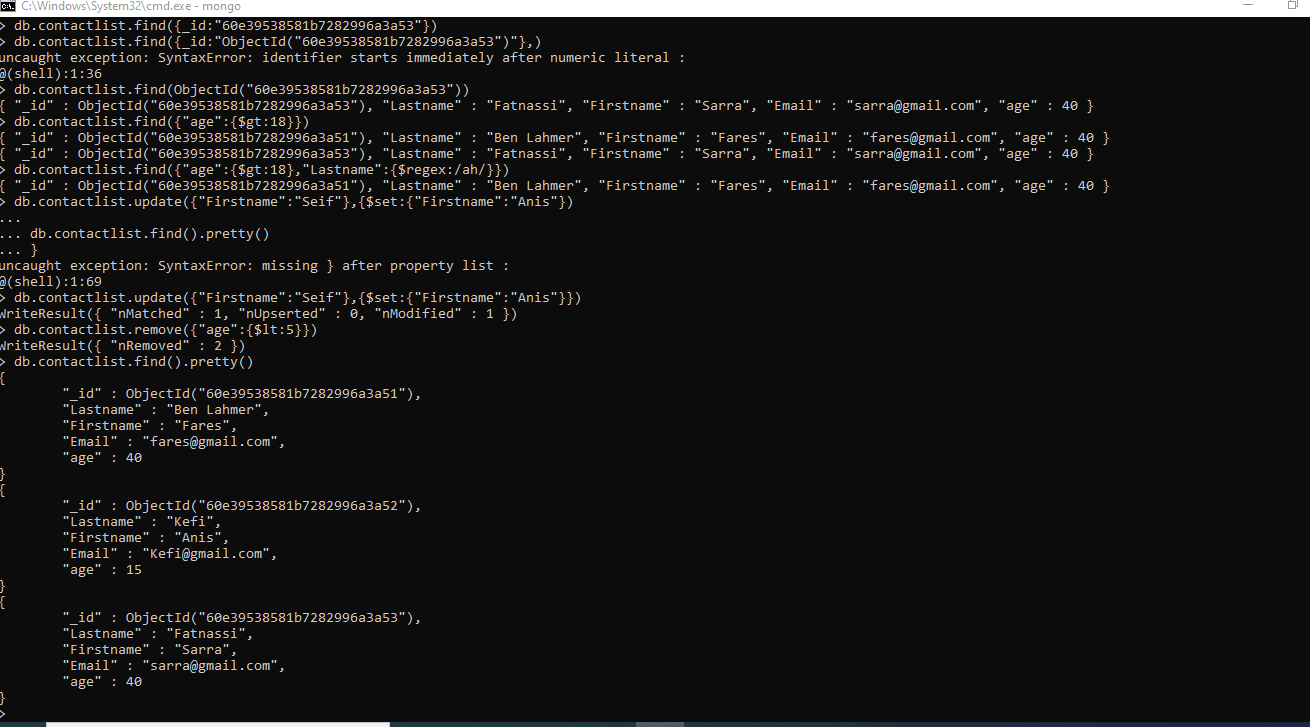 C:\Windows\System32\cmd.exe - mongo
> db.contactlist.find({_id:"60e39538581b7282996a3a53"})
> db.contactlist.find({_id:"ObjectId("60e39538581b7282996a3a53")"},)
uncaught exception: SyntaxError: identifier starts immediately after numeric literal :
@(shell):1:36
> db.contactlist.find(ObjectId("60e39538581b7282996a3a53"))
{ "_id" : ObjectId("60e39538581b7282996a3a53"), "Lastname" : "Fatnassi", "Firstname" : "Sarra", "Email" : "sarra@gmail.com", "age" : 40 }
> db.contactlist.find({"age":{$gt:18}})
{ "_id" : ObjectId("60e39538581b7282996a3a51"), "Lastname" : "Ben Lahmer", "Firstname" : "Fares", "Email" : "fares@gmail.com", "age" : 40 }
{ "_id" : ObjectId("60e39538581b7282996a3a53"), "Lastname" : "Fatnassi", "Firstname" : "Sarra", "Email" : "sarra@gmail.com", "age" : 40 }
> db.contactlist.find({"age":{$gt:18},"Lastname":{$regex:/ah/}})
{ "_id" : ObjectId("60e39538581b7282996a3a51"), "Lastname" : "Ben Lahmer", "Firstname" : "Fares", "Email" : "fares@gmail.com", "age" : 40 }
> db.contactlist.update({"Firstname":"Seif"},{$set:{"Firstname":"Anis"})
...
... db.contactlist.find().pretty()
... }
uncaught exception: SyntaxError: missing } after property list :
@(shell):1:69
> db.contactlist.update({"Firstname":"Seif"},{$set:{"Firstname":"Anis"}})
WriteResult({ "nMatched" : 1, "nUpserted" : 0, "nModified" : 1 })
> db.contactlist.remove({"age":{$lt:5}})
WriteResult({ "nRemoved" : 2 })
> db.contactlist.find().pretty()
{
"_id" : ObjectId("60e39538581b7282996a3a51"),
"Lastname" : "Ben Lahmer",
"Firstname" : "Fares",
"Email" : "fares@gmail.com",
"age" : 40
}
{
"_id" : ObjectId("60e39538581b7282996a3a52"),
"Lastname" : "Kefi",
"Firstname" : "Anis",
"Email" : "Kefi@gmail.com",
"age" : 15
}
{
"_id" : ObjectId("60e39538581b7282996a3a53"),
"Lastname" : "Fatnassi",
"Firstname" : "Sarra",
"Email" : "sarra@gmail.com",
"age" : 40
}
>